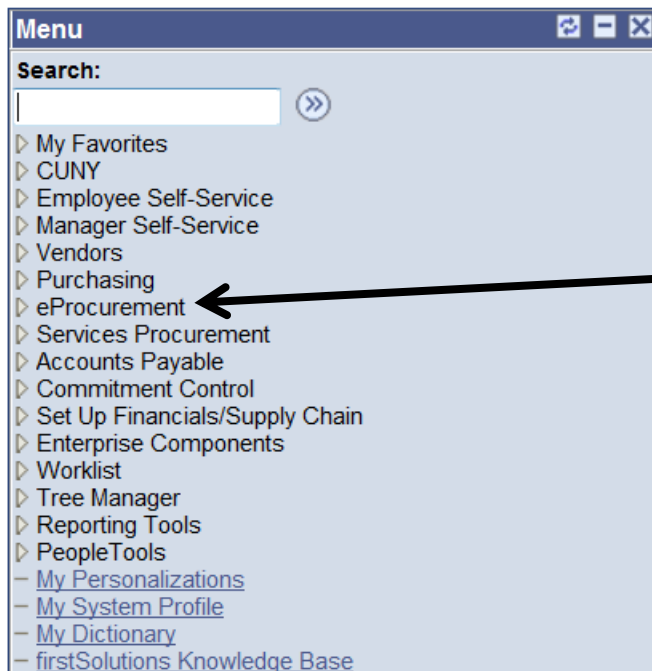 Menu
Search:
My Favorites
CUNY
Employee Self-Service
Manager Self-Service
Vendors
Purchasing
eProcurement
Services Procurement
Accounts Payable
Commitment Control
Set Up Financials/Supply Chain
Enterprise Components
Worklist
Tree Manager
Reporting Tools
PeopleTools
My Personalizations
My System Profile
My Dictionary
firstSolutions Knowledge Base